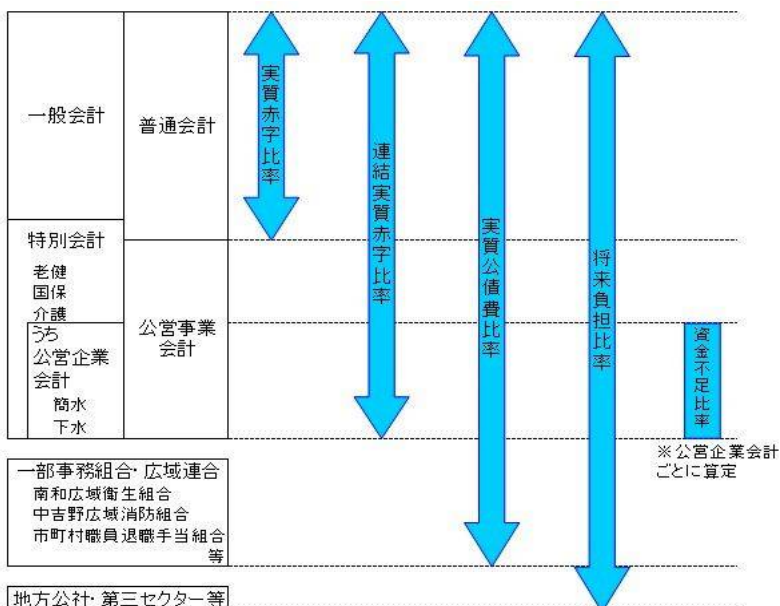 一般会計
普通会計
特別会計
老健
国保
介護
うち
公営企業
会計
簡水
下水
公営事業
会計
実質赤字比率
連結実質赤字比率
実質公債費比率
将来負担比率
資金不足比率
※公営企業会計
ごとに算定
一部事務組合・広域連合
南和広域衛生組合
中吉野広域消防組合
市町村職員退職手当組合
等
地方公社・第三セクター等